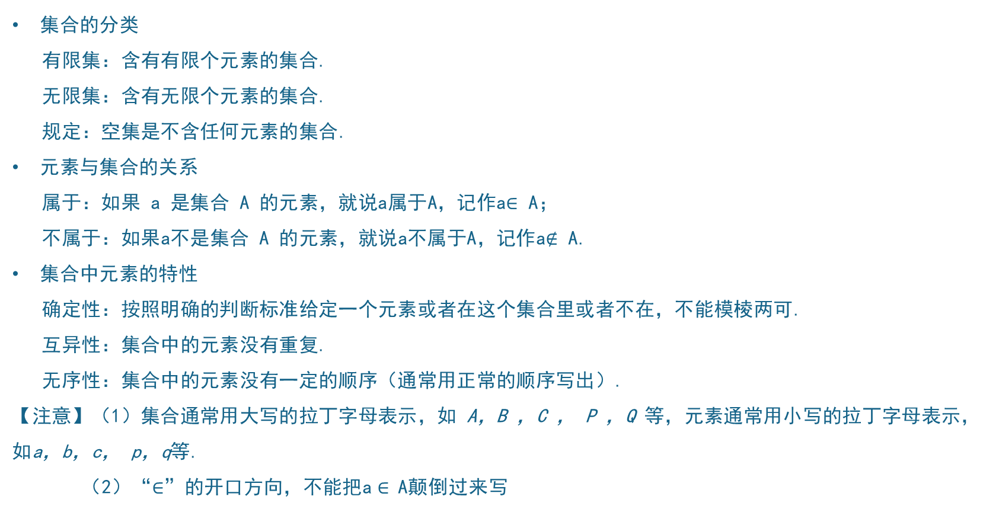 • 集合的分类
有限集：含有有限个元素的集合.
无限集：含有无限个元素的集合.
规定：空集是不含任何元素的集合.
• 元素与集合的关系
属于：如果 a 是集合 A 的元素，就说a属于A，记作a∈ A；
不属于：如果a不是集合 A 的元素，就说a不属于A，记作a∉ A.
• 集合中元素的特性
确定性：按照明确的判断标准给定一个元素或者在这个集合里或者不在，不能模棱两可.
互异性：集合中的元素没有重复.
无序性：集合中的元素没有一定的顺序（通常用正常的顺序写出）.
【注意】（1）集合通常用大写的拉丁字母表示，如 A，B ，C ， P ，Q 等，元素通常用小写的拉丁字母表示，
如a，b，c， p，q等.
（2）“∈”的开口方向，不能把a ∈ A颠倒过来写